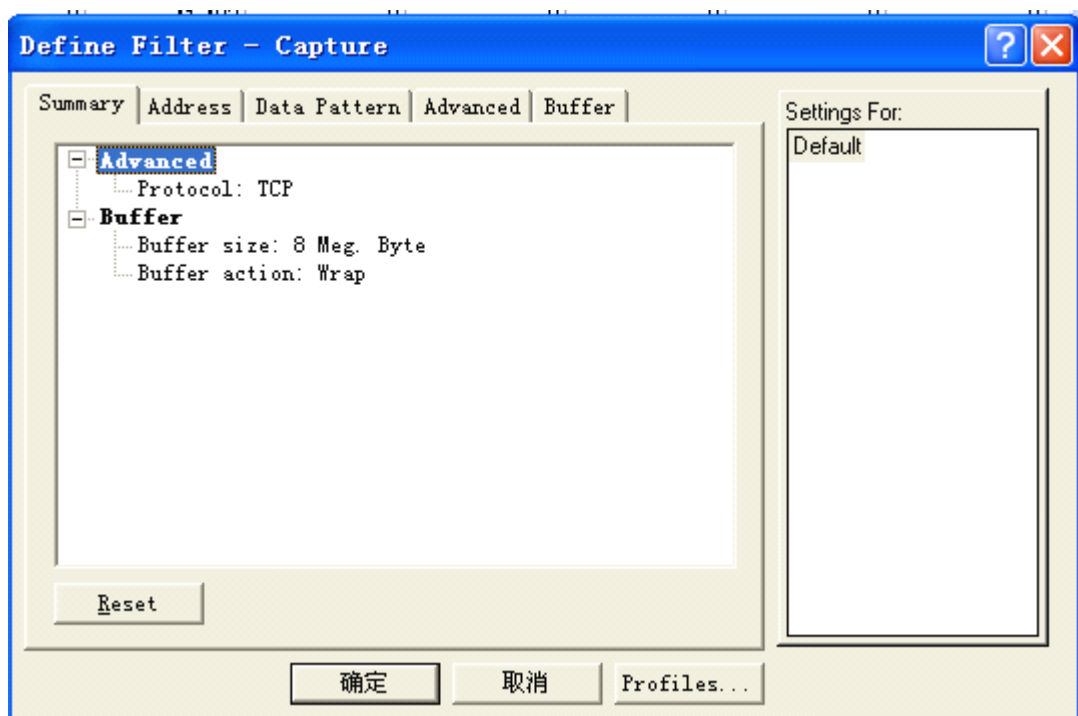 Define Filter - Capture
Summary Address Data Pattern Advanced Buffer
Settings For:
Default
Advanced
Protocol: TCP
Buffer
Buffer size: 8 Meg. Byte
Buffer action: Wrap
Reset
确定 取消 Profiles...